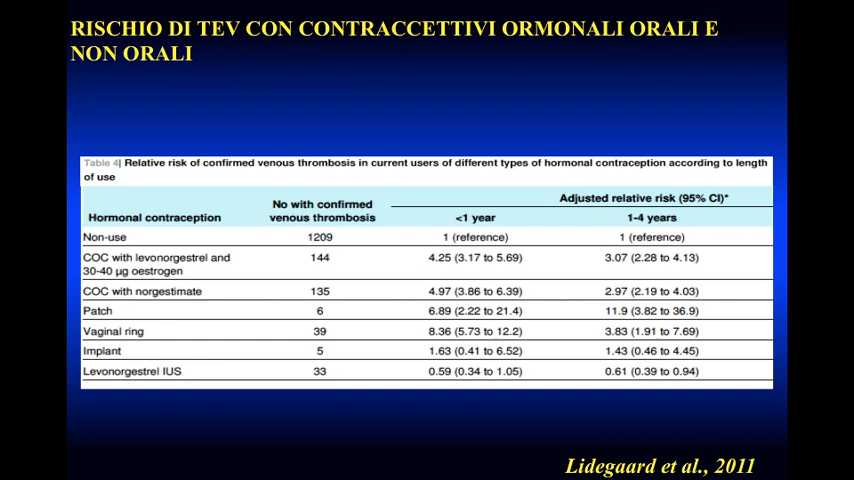 RISCHIO DI TEV CON CONTRACCETTIVI ORMONALI ORALI E
NON ORALI
Table 4| Relative risk of confirmed venous thrombosis in current users of different types of hormonal contraception according to length
of use
Hormonal contraception No with confirmed venous thrombosis Adjusted relative risk (95% CI)*
<1 year 1-4 years
Non-use 1209 1 (reference) 1 (reference)
COC with levonorgestrel and 144 4.25 (3.17 to 5.69) 3.07 (2.28 to 4.13)
30-40 µg oestrogen
COC with norgestimate 135 4.97 (3.86 to 6.39) 2.97 (2.19 to 4.03)
Patch 6 6.89 (2.22 to 21.4) 11.9 (3.82 to 36.9)
Vaginal ring 39 8.36 (5.73 to 12.2) 3.83 (1.91 to 7.69)
Implant 5 1.63 (0.41 to 6.52) 1.43 (0.46 to 4.45)
Levonorgestrel IUS 33 0.59 (0.34 to 1.05) 0.61 (0.39 to 0.94)
Lidegaard et al., 2011